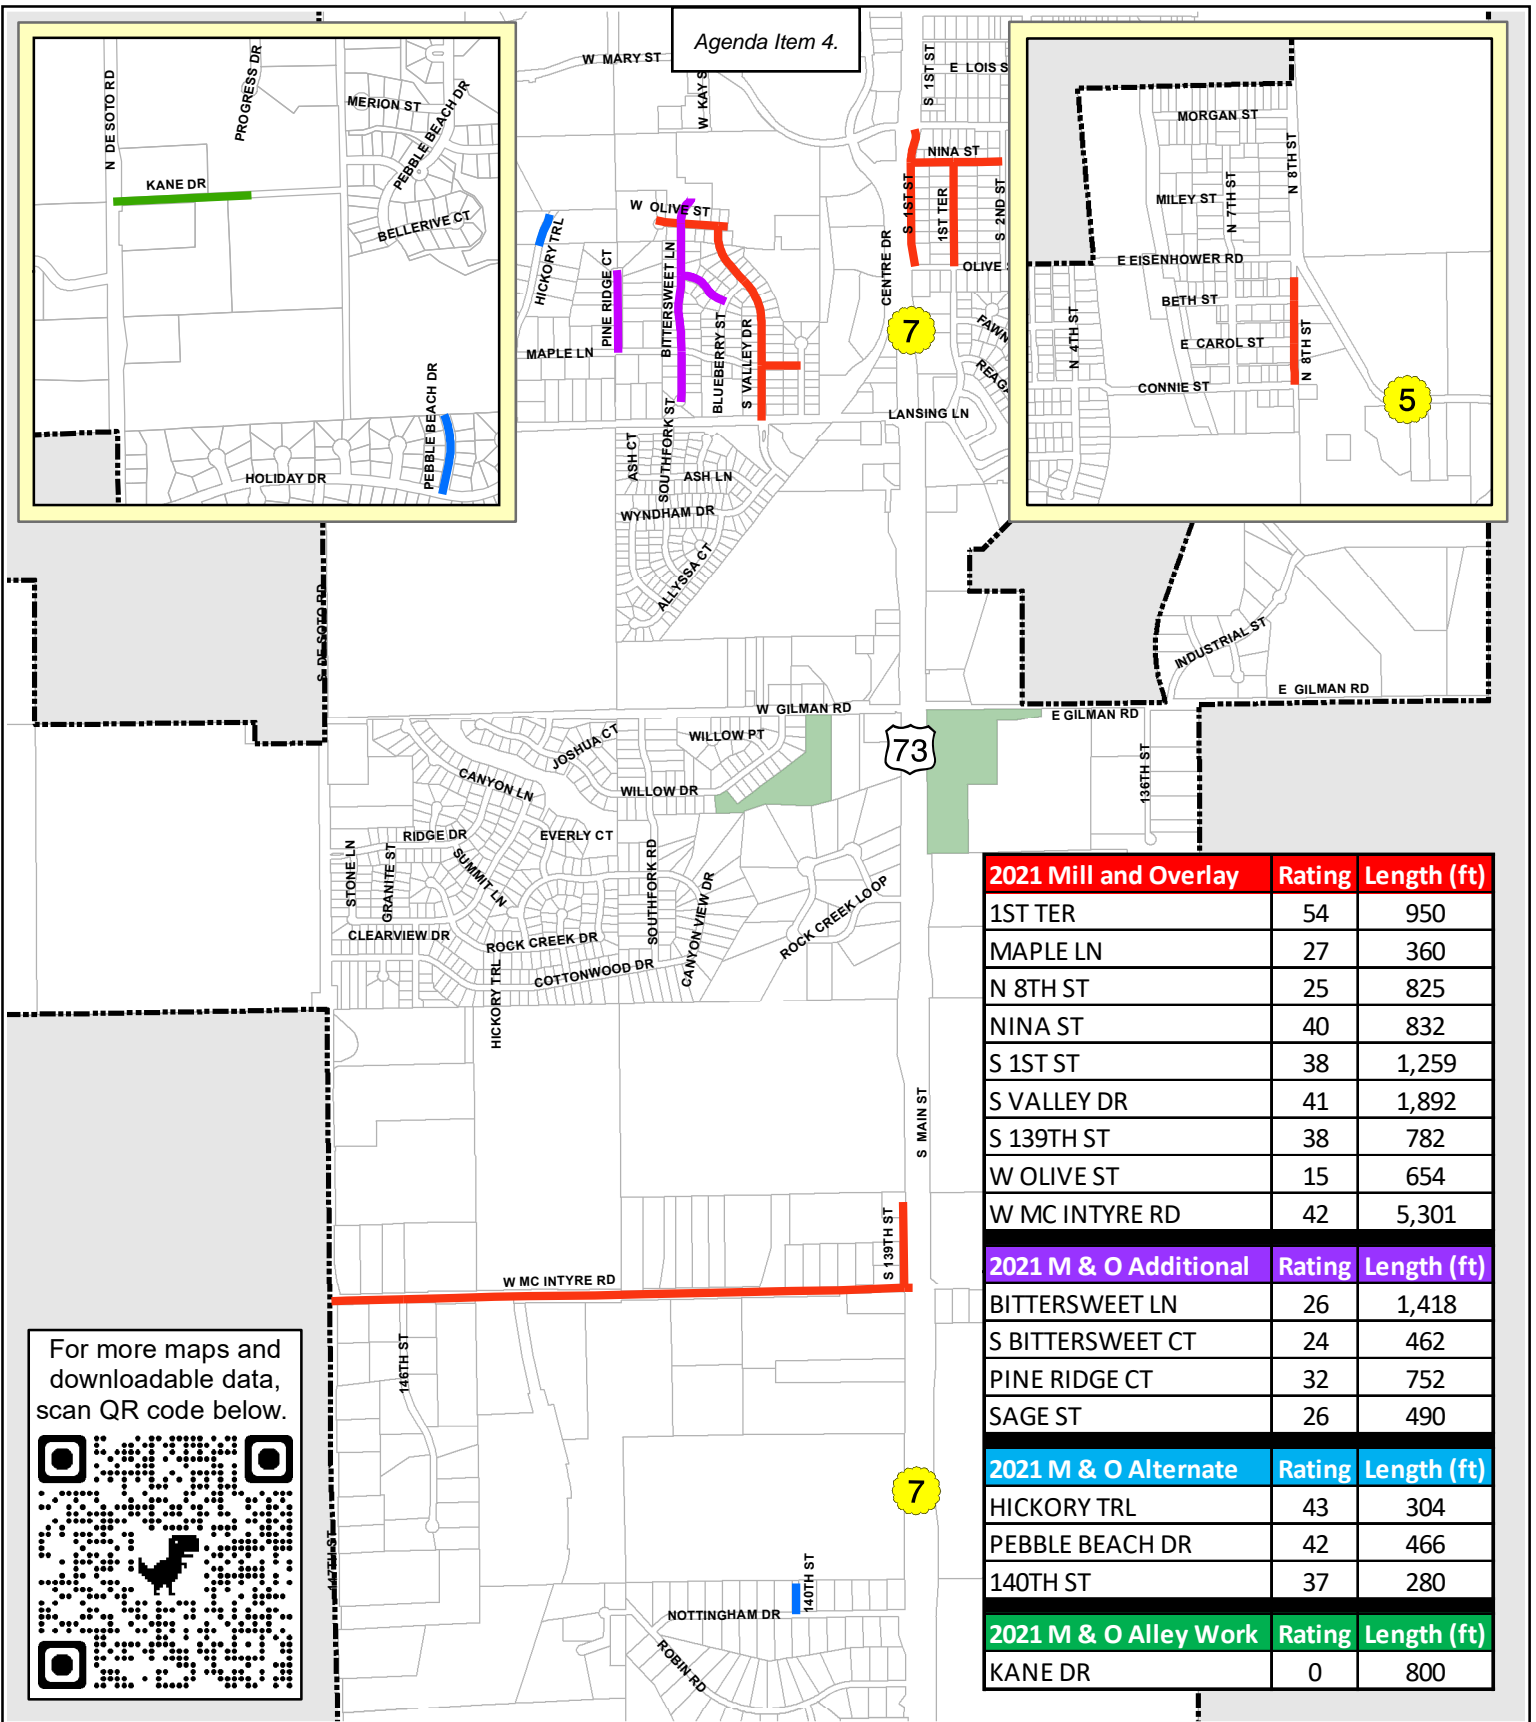 Agenda Item 4.
N DE SOTO RD
PROGRESS DR
MERION ST
PEBBLE BEACH DR
KANE DR
BELLERIVE CT
PEBBLE BEACH DR
HOLIDAY DR
W MARY ST
W KAY S
S 1ST ST
E LOIS S
NINA ST
S 1ST ST
1ST TER
S 2ND ST
OLIVE
CENTRE DR
W OLIVE ST
HICKORY TRL
PINE RIDGE CT
BITTERSWEET LN
BLUEBERRY ST
S VALLEY DR
MAPLE LN
7
FAWN
REAGA
LANSING LN
ASH CT
SOUTHFORK ST
ASH LN
WYNDHAM DR
ALLYSSA CT
MORGAN ST
N 8TH ST
MILEY ST
N 7TH ST
E EISENHOWER RD
BETH ST
N 4TH ST
E CAROL ST
N 8TH ST
CONNIE ST
5
S DE SOTO RD
INDUSTRIAL ST
E GILMAN RD
W GILMAN RD
E GILMAN RD
JOSHUA CT
WILLOW PT
73
136TH ST
CANYON LN
WILLOW DR
RIDGE DR
EVERLY CT
STONE LN
GRANITE ST
SUMMIT LN
SOUTHFORK RD
CANYON VIEW DR
ROCK CREEK LOOP
CLEARVIEW DR
ROCK CREEK DR
COTTONWOOD DR
HICKORY TRL
S MAIN ST
S 139TH ST
W MC INTYRE RD
146TH ST
147TH ST
7
140TH ST
NOTTINGHAM DR
ROBIN RD
For more maps and
downloadable data,
scan QR code below.
2021 Mill and Overlay Rating Length (ft)
1ST TER 54 950
MAPLE LN 27 360
N 8TH ST 25 825
NINA ST 40 832
S 1ST ST 38 1,259
S VALLEY DR 41 1,892
S 139TH ST 38 782
W OLIVE ST 15 654
W MC INTYRE RD 42 5,301
2021 M & O Additional Rating Length (ft)
BITTERSWEET LN 26 1,418
S BITTERSWEET CT 24 462
PINE RIDGE CT 32 752
SAGE ST 26 490
2021 M & O Alternate Rating Length (ft)
HICKORY TRL 43 304
PEBBLE BEACH DR 42 466
140TH ST 37 280
2021 M & O Alley Work Rating Length (ft)
KANE DR 0 800